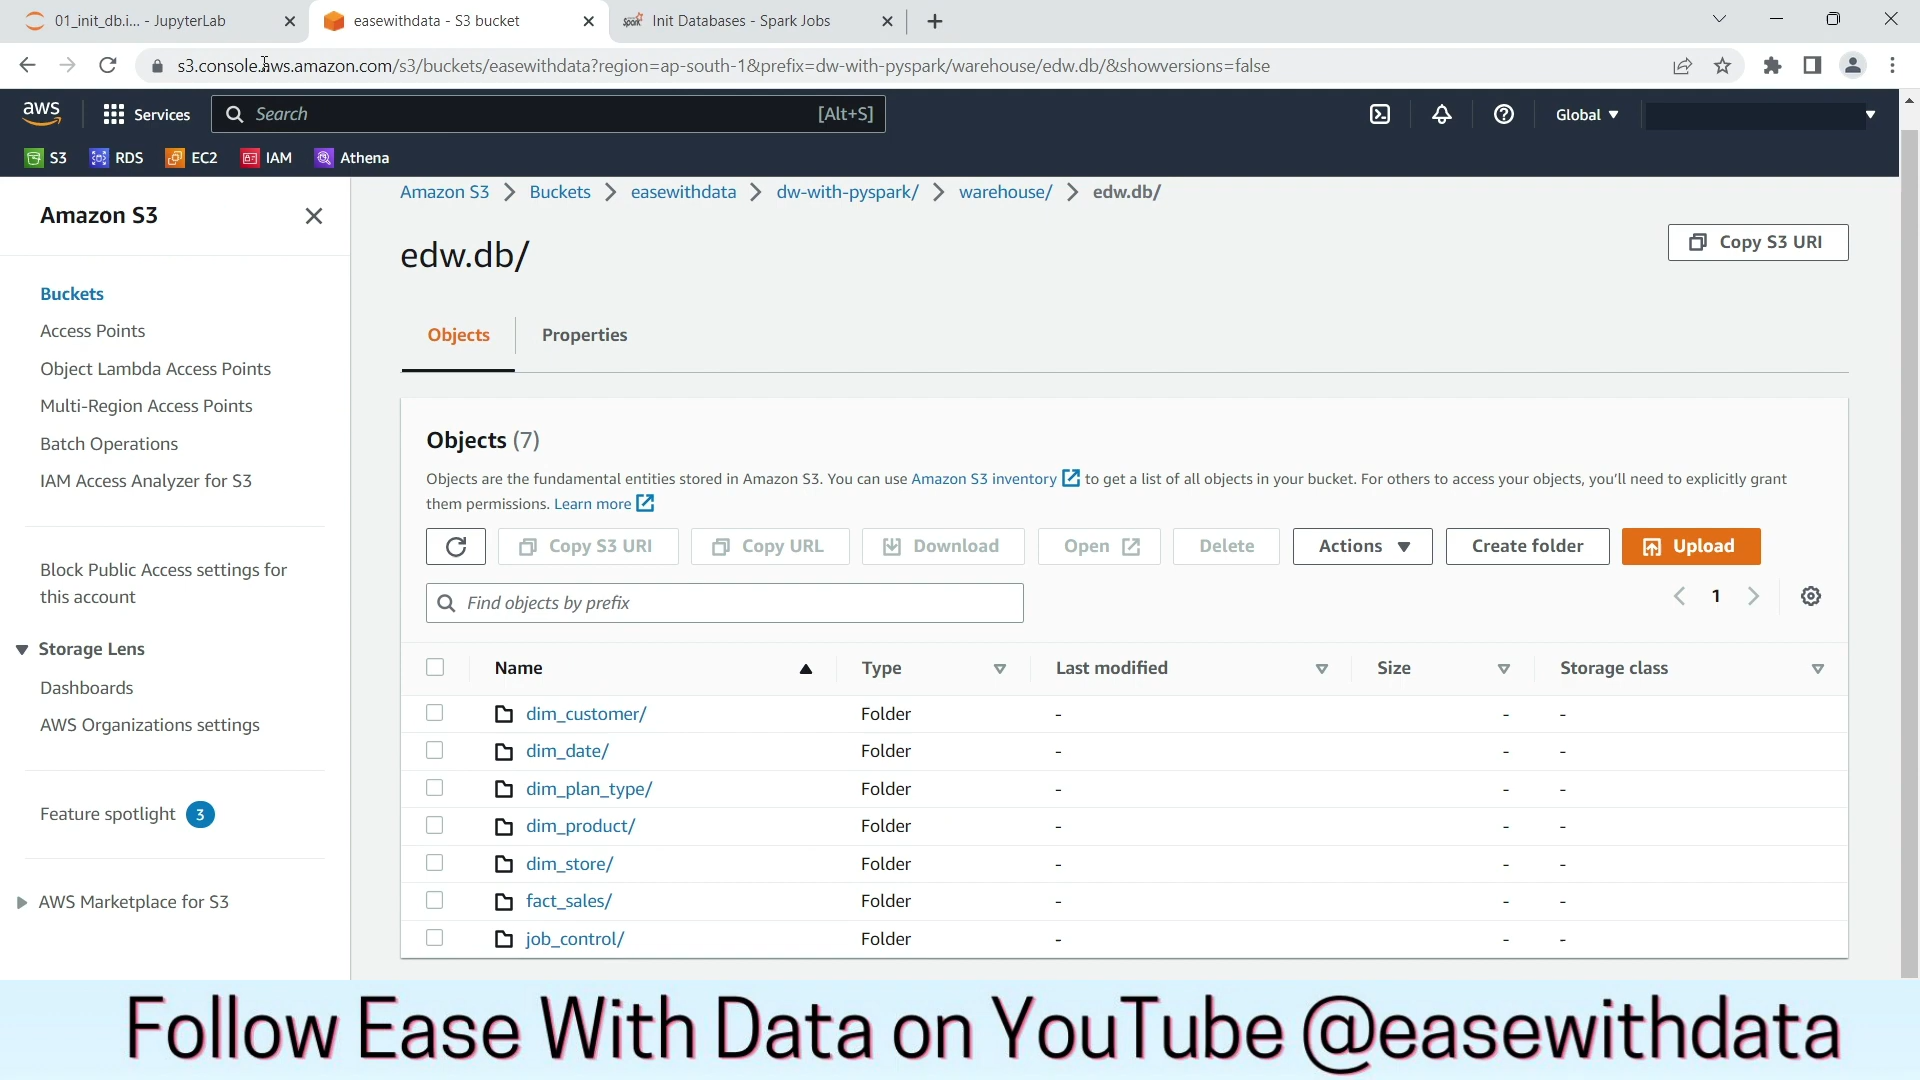 01_init_db.i... - JupyterLab
easewithdata - S3 bucket
Spark Init Databases - Spark Jobs
s3.console.aws.amazon.com/s3/buckets/easewithdata?region=ap-south-1&prefix=dw-with-pyspark/warehouse/edw.db/&showversions=false
aws Services Search [Alt+S] Global
S3 RDS EC2 IAM Athena
Amazon S3
Buckets
Access Points
Object Lambda Access Points
Multi-Region Access Points
Batch Operations
IAM Access Analyzer for S3
Block Public Access settings for
this account
Storage Lens
Dashboards
AWS Organizations settings
Feature spotlight 3
AWS Marketplace for S3
Amazon S3 > Buckets > easewithdata > dw-with-pyspark/ > warehouse/ > edw.db/
edw.db/
Copy S3 URI
Objects Properties
Objects (7)
Objects are the fundamental entities stored in Amazon S3. You can use Amazon S3 inventory to get a list of all objects in your bucket. For others to access your objects, you'll need to explicitly grant
them permissions. Learn more
Copy S3 URI Copy URL Download Open Delete Actions Create folder Upload
Find objects by prefix
1
Name Type Last modified Size Storage class
dim_customer/ Folder - - -
dim_date/ Folder - - -
dim_plan_type/ Folder - - -
dim_product/ Folder - - -
dim_store/ Folder - - -
fact_sales/ Folder - - -
job_control/ Folder - - -
Follow Ease With Data on YouTube @easewithdata